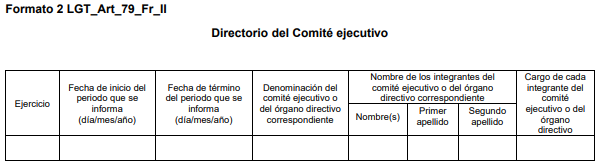 Formato 2 LGT_Art_79_Fr_II
Directorio del Comité ejecutivo
Ejercicio
Fecha de inicio del
periodo que se
informa
(día/mes/año)
Fecha de término
del periodo que se
informa
(día/mes/año)
Denominación del
comité ejecutivo o
del órgano directivo
correspondiente
Nombre de los integrantes del
comité ejecutivo o del órgano
directivo correspondiente
Nombre(s)
Primer
apellido
Segundo
apellido
Cargo de cada
integrante del
comité
ejecutivo o del
órgano
directivo